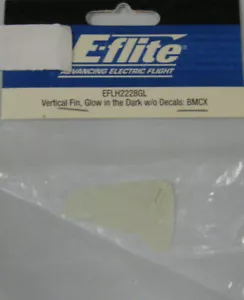 E-flite
ADVANCING ELECTRIC FLIGHT
EFLH2228GL
Vertical Fin, Glow in the Dark w/o Decals: BMCX